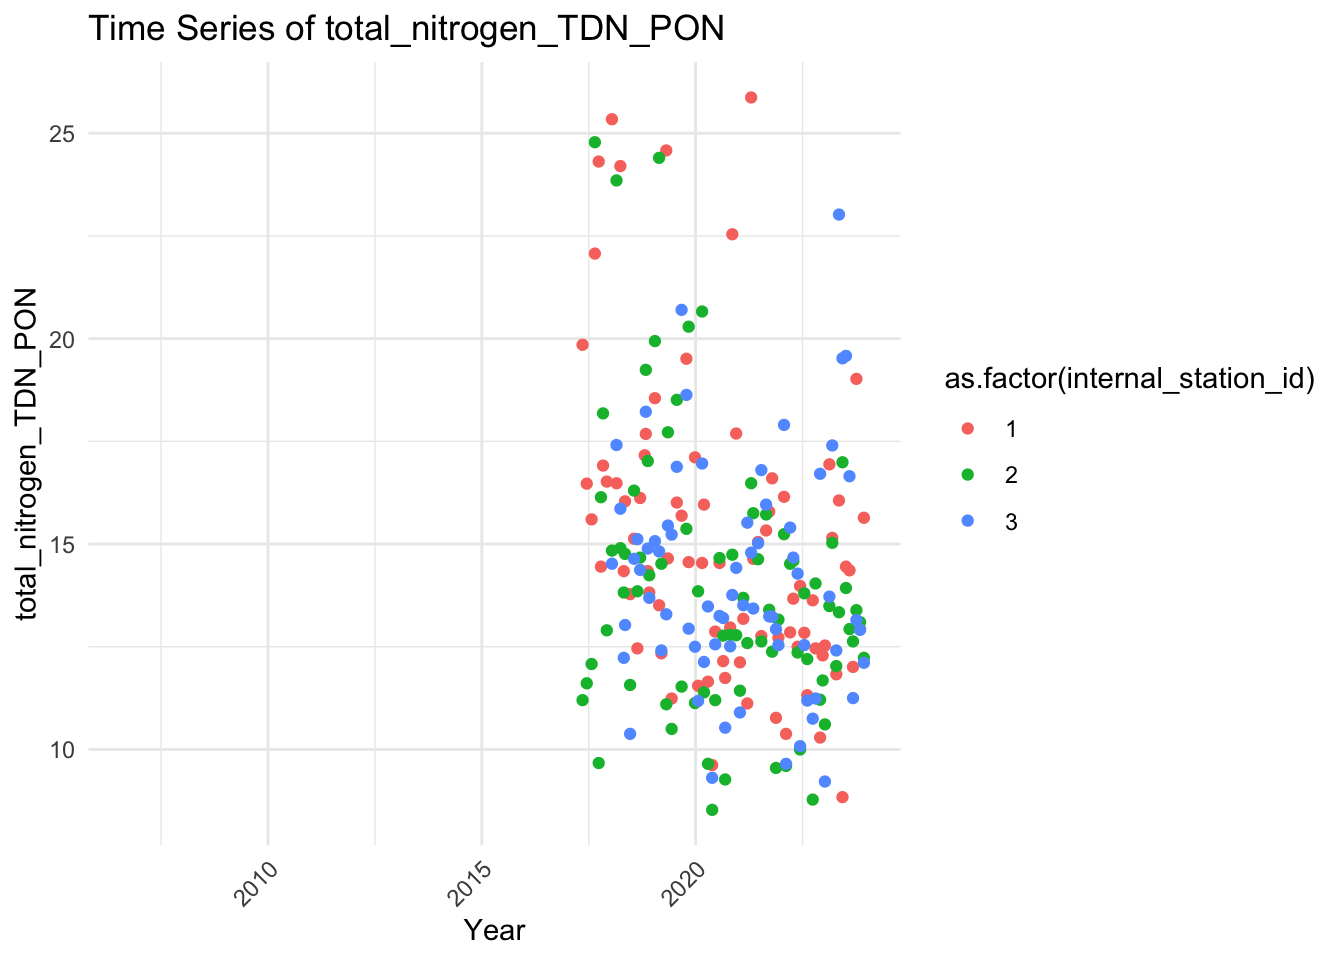 Time Series of total_nitrogen_TDN_PON
total_nitrogen_TDN_PON
25
20
15
10
2010
2015
2020
Year
as.factor(internal_station_id)
1
2
3